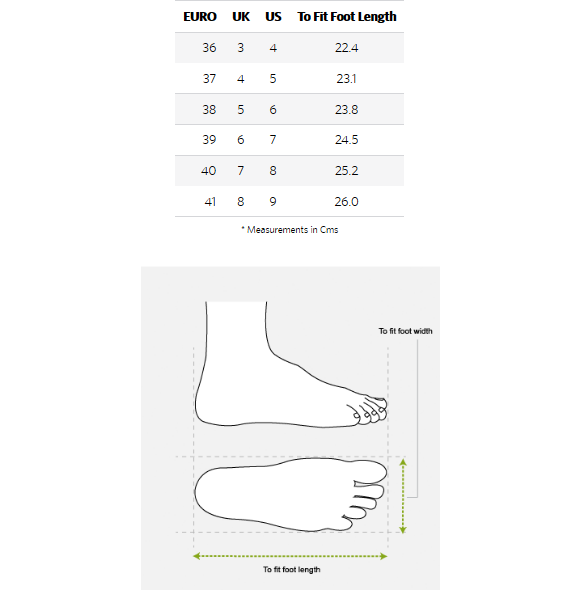 EURO UK US To Fit Foot Length
36 3 4 22.4
37 4 5 23.1
38 5 6 23.8
39 6 7 24.5
40 7 8 25.2
41 8 9 26.0
* Measurements in Cms
To fit foot width
To fit foot length